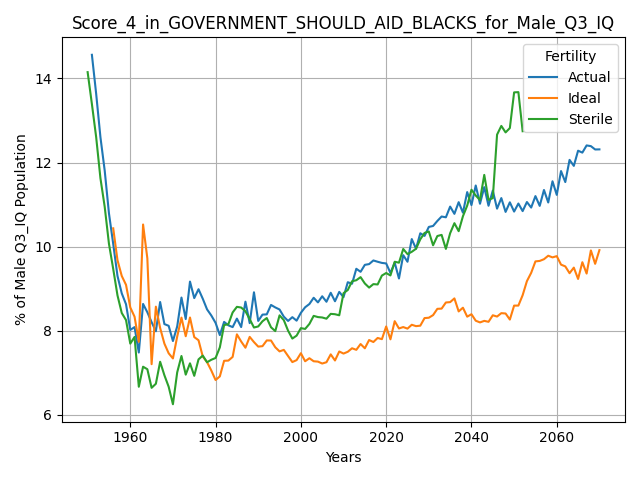 Score_4_in_GOVERNMENT_SHOULD_AID_BLACKS_for_Male_Q3_IQ
Fertility
Actual
Ideal
Sterile
% of Male Q3_IQ Population
14
12
10
8
6
1960
1980
2000
2020
2040
2060
Years